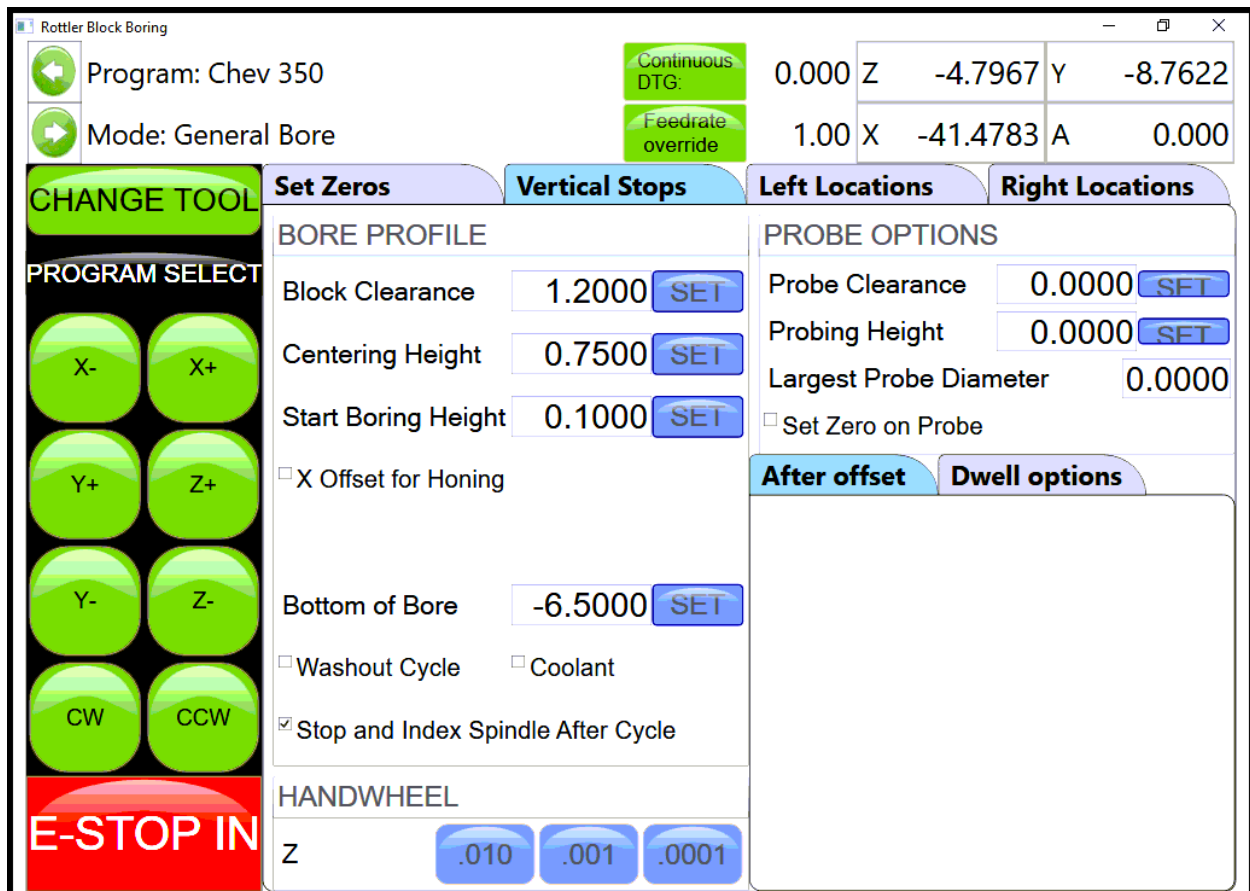 Rottler Block Boring
Program: Chev 350
Continuous DTG: 0.000 Z -4.7967 Y -8.7622
Mode: General Bore
Feedrate override 1.00 X -41.4783 A 0.000
CHANGE TOOL
PROGRAM SELECT
X- X+
Y+ Z+
Y- Z-
CW CCW
E-STOP IN
Set Zeros Vertical Stops Left Locations Right Locations
BORE PROFILE
Block Clearance 1.2000 SET
Centering Height 0.7500 SET
Start Boring Height 0.1000 SET
X Offset for Honing
Bottom of Bore -6.5000 SET
Washout Cycle Coolant
Stop and Index Spindle After Cycle
HANDWHEEL
Z .010 .001 .0001
PROBE OPTIONS
Probe Clearance 0.0000 SET
Probing Height 0.0000 SET
Largest Probe Diameter 0.0000
Set Zero on Probe
After offset Dwell options